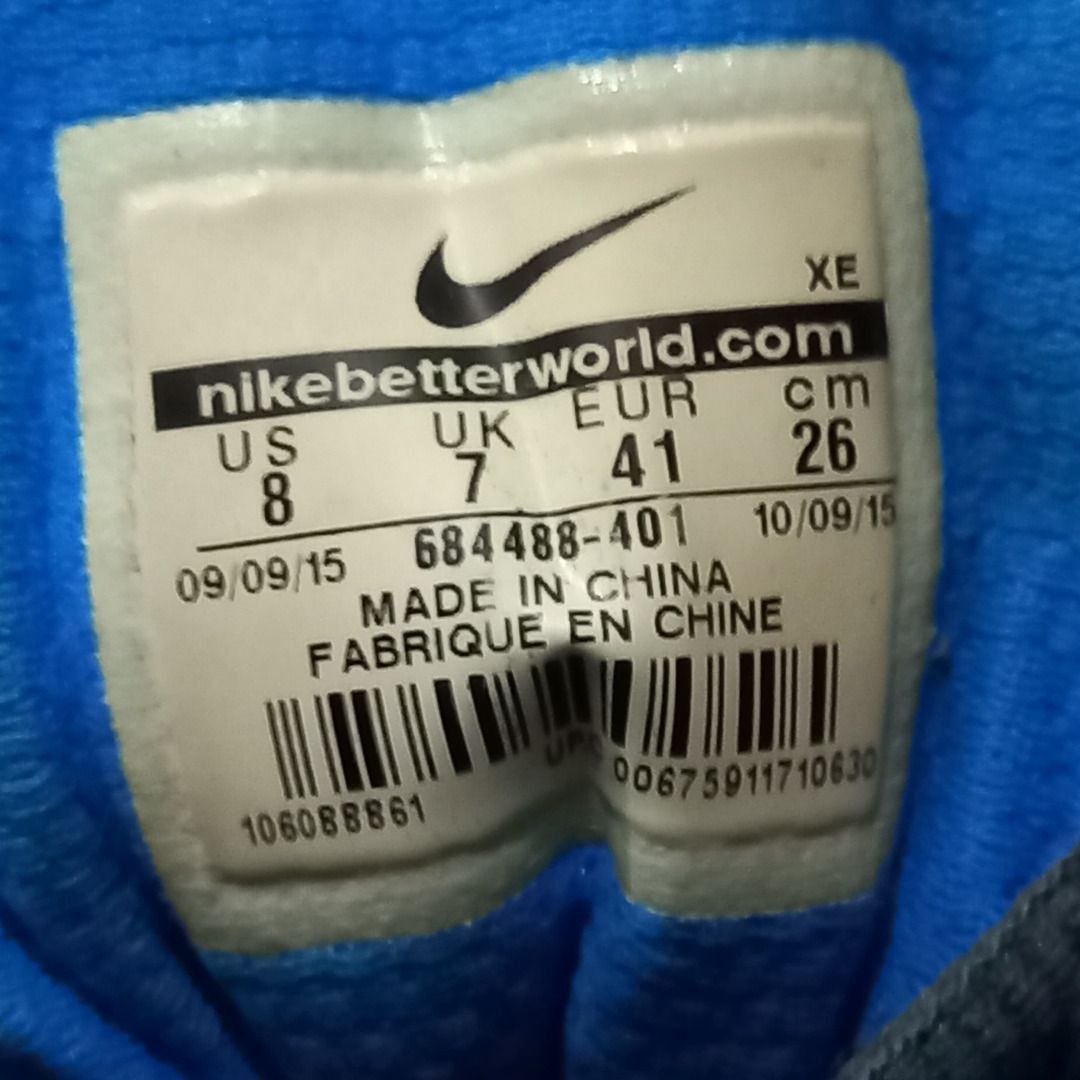 XE
nikebetterworld.com
US UK EUR cm
8 7 41 26
09/09/15 684488-401 10/09/15
MADE IN CHINA
FABRIQUE EN CHINE
UPC 00675911710630
106088861